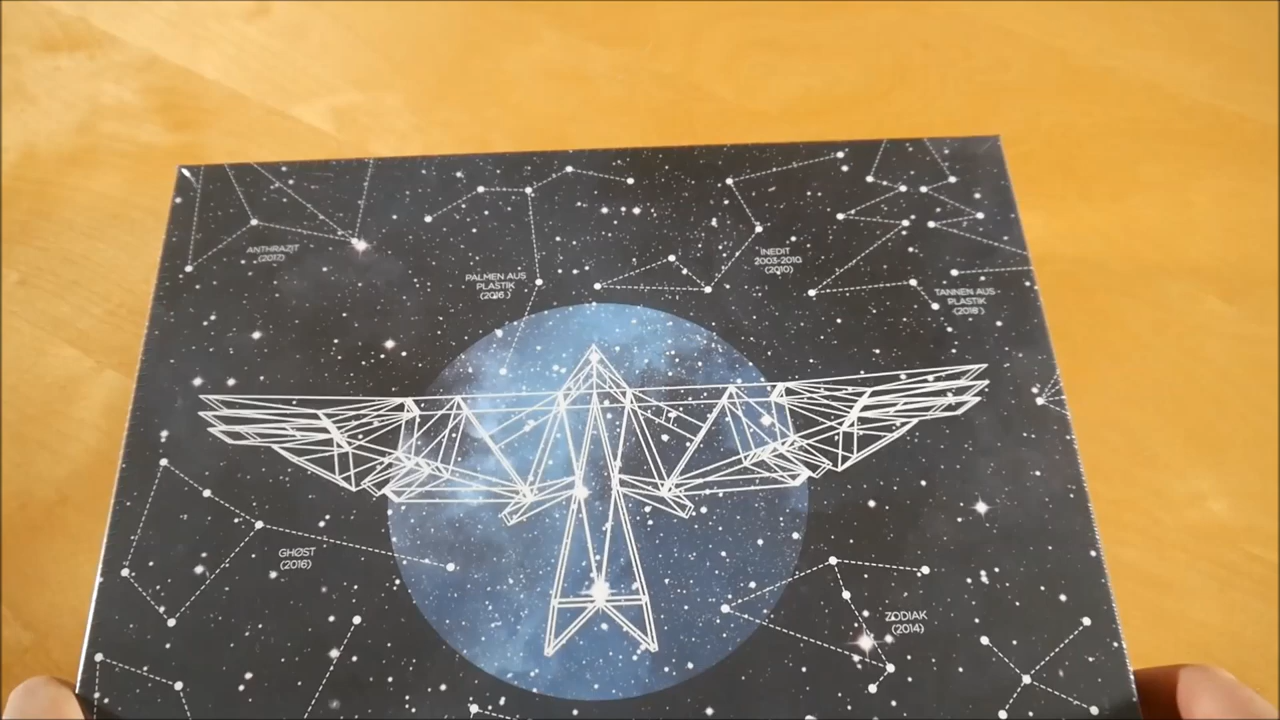 ANTHRAZIT
(2017)
PALMEN AUS
PLASTIK
(2016)
INEDIT
2003-2010
(2010)
TANNEN AUS
PLASTIK
(2018)
GHØST
(2016)
ZODIAK
(2014)